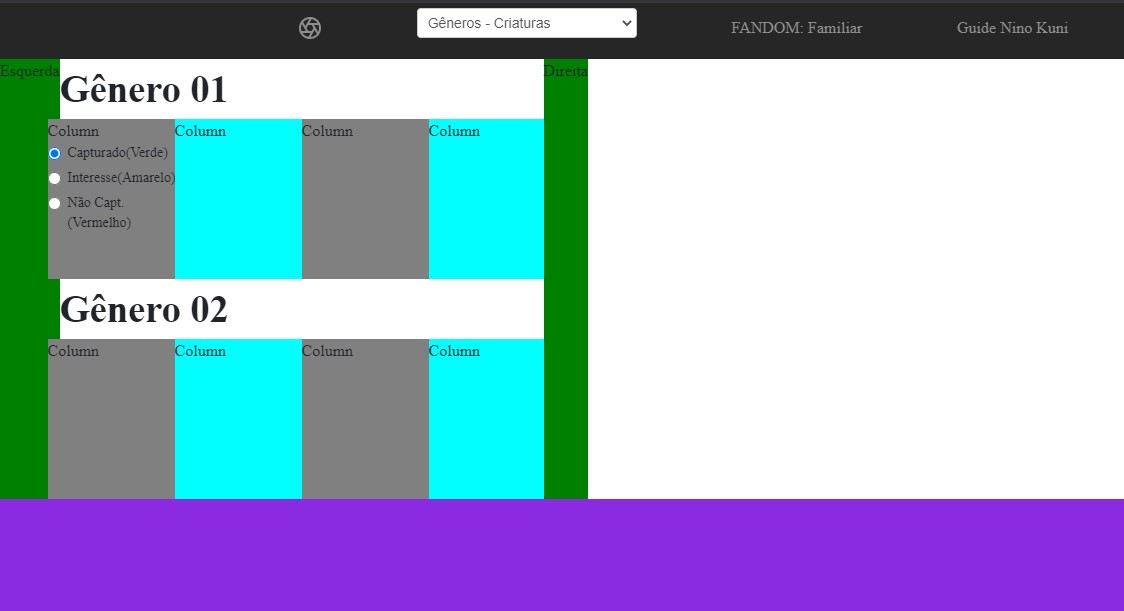 Gêneros - Criaturas
FANDOM: Familiar
Guide Nino Kuni
Esquerda
Gênero 01
Direita
Column
Column
Column
Column
Capturado(Verde)
Interesse(Amarelo)
Não Capt.
(Vermelho)
Gênero 02
Column
Column
Column
Column